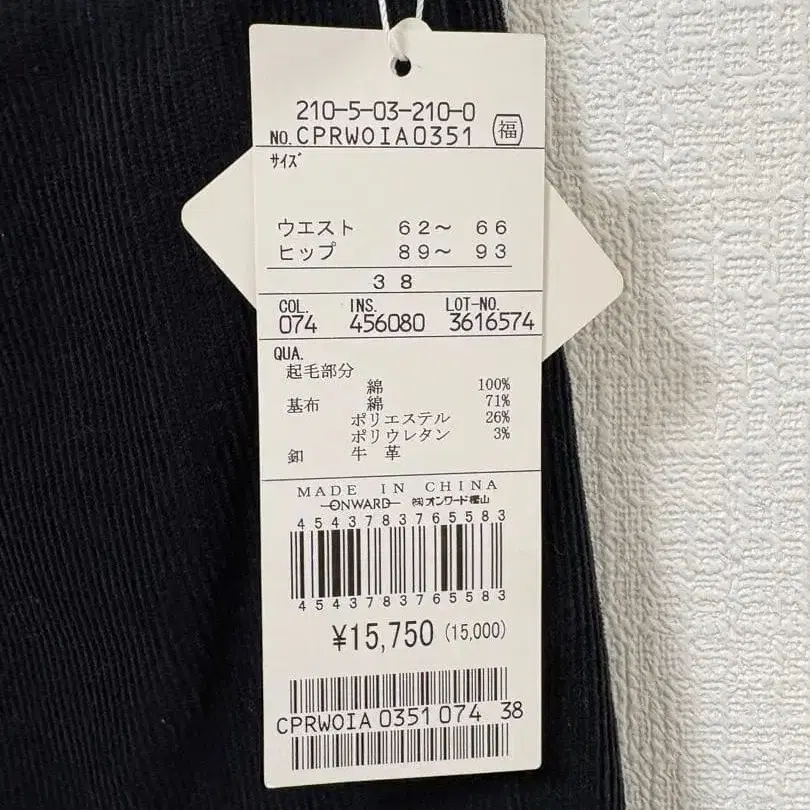 210-5-03-210-0
NO. CPRWOIA0351 福
サイズ
ウエスト 62～ 66
ヒップ 89～ 93
38
COL. INS. LOT-NO.
074 456080 3616574
QUA.
起毛部分
綿 100%
基布 綿 71%
ポリエステル 26%
ポリウレタン 3%
釦 牛 革
MADE IN CHINA
ONWARD ㈱オンワード樫山
4543783765583
4543783765583
¥15,750 (15,000)
CPRWOIA 0351 074 38